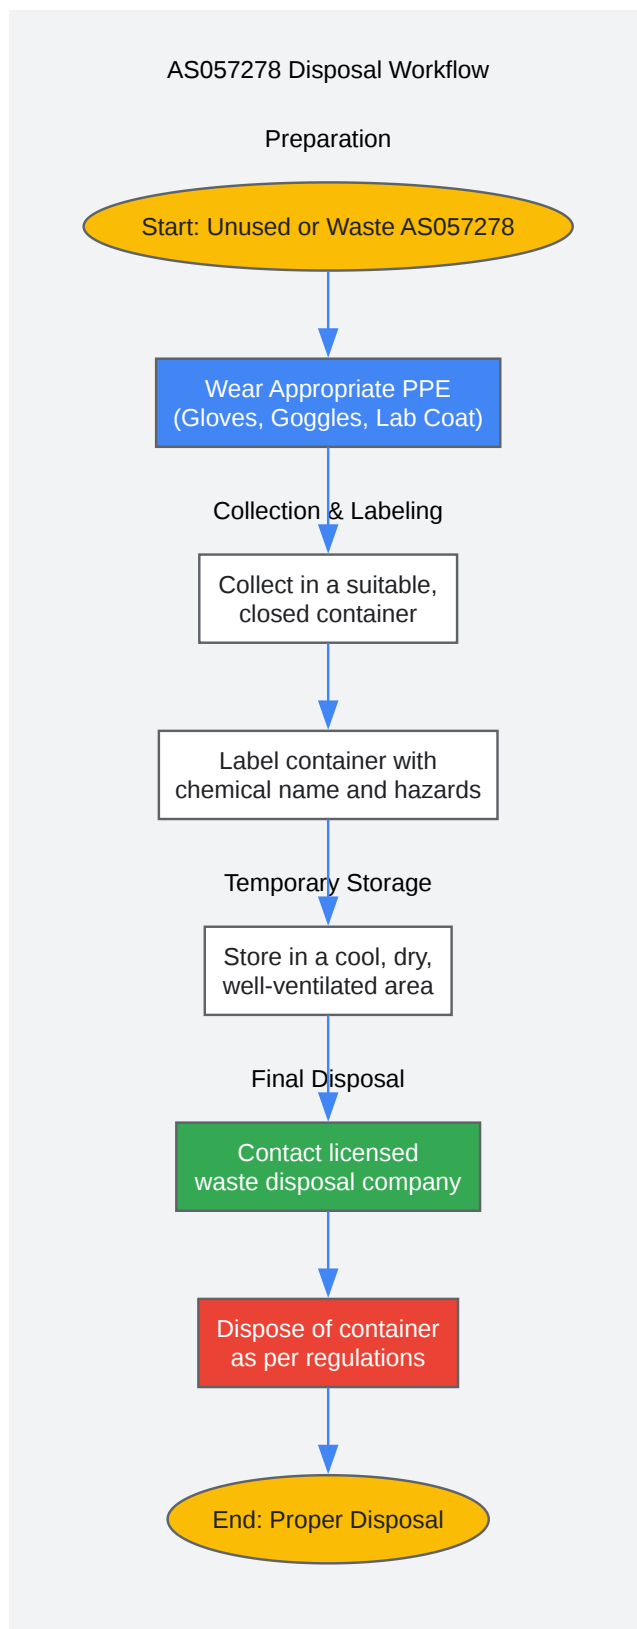 AS057278 Disposal Workflow
Preparation
Start: Unused or Waste AS057278
Wear Appropriate PPE
(Gloves, Goggles, Lab Coat)
Collection & Labeling
Collect in a suitable,
closed container
Label container with
chemical name and hazards
Temporary Storage
Store in a cool, dry,
well-ventilated area
Final Disposal
Contact licensed
waste disposal company
Dispose of container
as per regulations
End: Proper Disposal